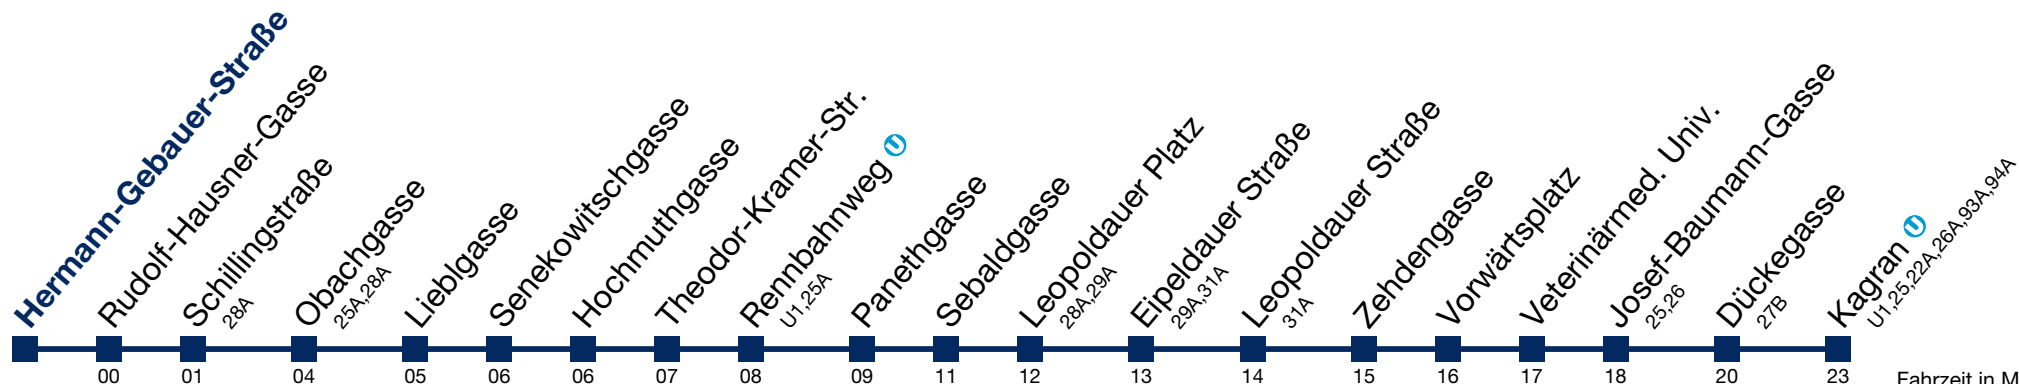 Hermann-Gebauer-Straße
Rudolf-Hausner-Gasse
Schillingstraße
28A
Obachgasse
25A,28A
Lieblgasse
Senekowitschgasse
Hochmuthgasse
Theodor-Kramer-Str.
Rennbahnweg U
U1,25A
Panethgasse
Sebaldgasse
Leopoldauer Platz
28A,29A
Eipeldauer Straße
29A,31A
Leopoldauer Straße
31A
Zehdengasse
Vorwärtsplatz
Veterinärmed. Univ.
Josef-Baumann-Gasse
25,26
Dückegasse
27B
Kagran U
U1,25,22A,26A,93A,94A
00 01 04 05 06 06 07 08 09 11 12 13 14 15 16 17 18 20 23 Fahrzeit in M